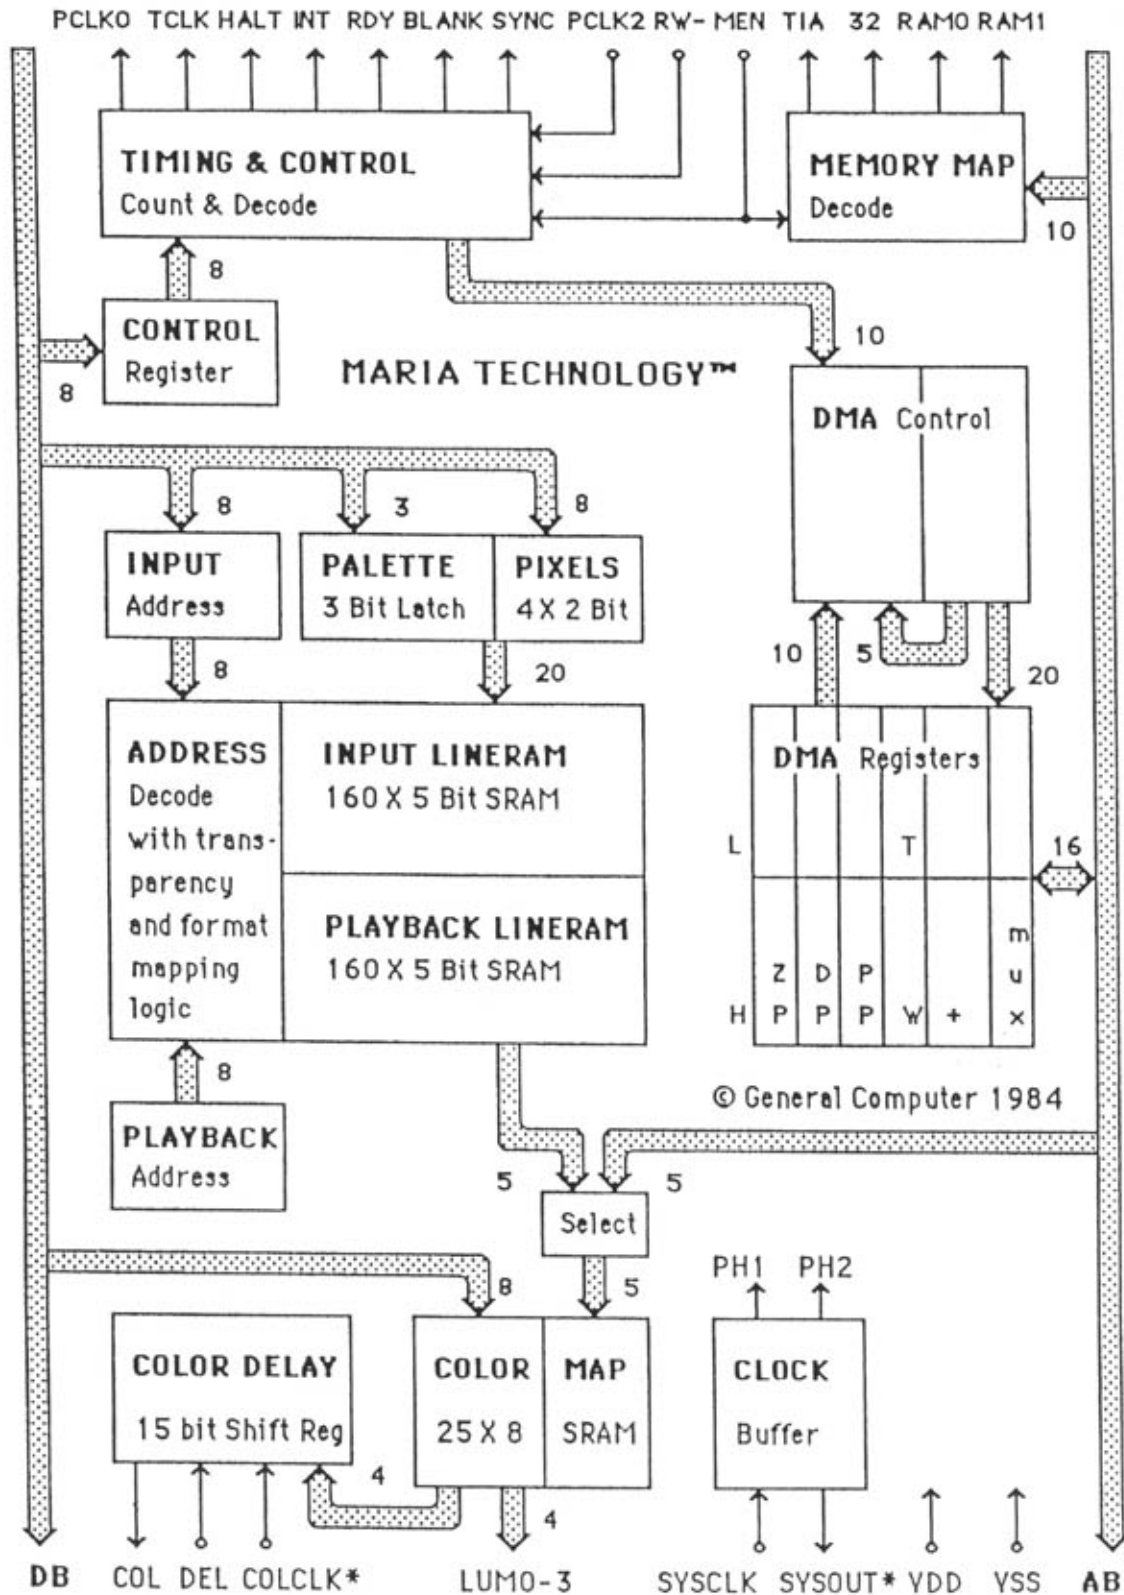 PCLK0 TCLK HALT INT RDY BLANK SYNC PCLK2 RW- MEN TIA 32 RAM0 RAM1
TIMING & CONTROL
Count & Decode
MEMORY MAP
Decode
10
8
CONTROL
Register
8
10
MARIA TECHNOLOGY™
DMA Control
8
3
8
INPUT
Address
PALETTE
3 Bit Latch
PIXELS
4 X 2 Bit
8
20
10
5
20
ADDRESS
Decode
with trans-
parency
and format
mapping
logic
INPUT LINERAM
160 X 5 Bit SRAM
PLAYBACK LINERAM
160 X 5 Bit SRAM
DMA Registers
L
T
16
m
Z D P u
H P P P W + x
8
© General Computer 1984
PLAYBACK
Address
5
5
Select
8
5
PH1 PH2
COLOR DELAY
15 bit Shift Reg
COLOR
25 X 8
MAP
SRAM
CLOCK
Buffer
4
4
DB COL DEL COLCLK* LUM0-3 SYSCLK SYSOUT* VDD VSS AB